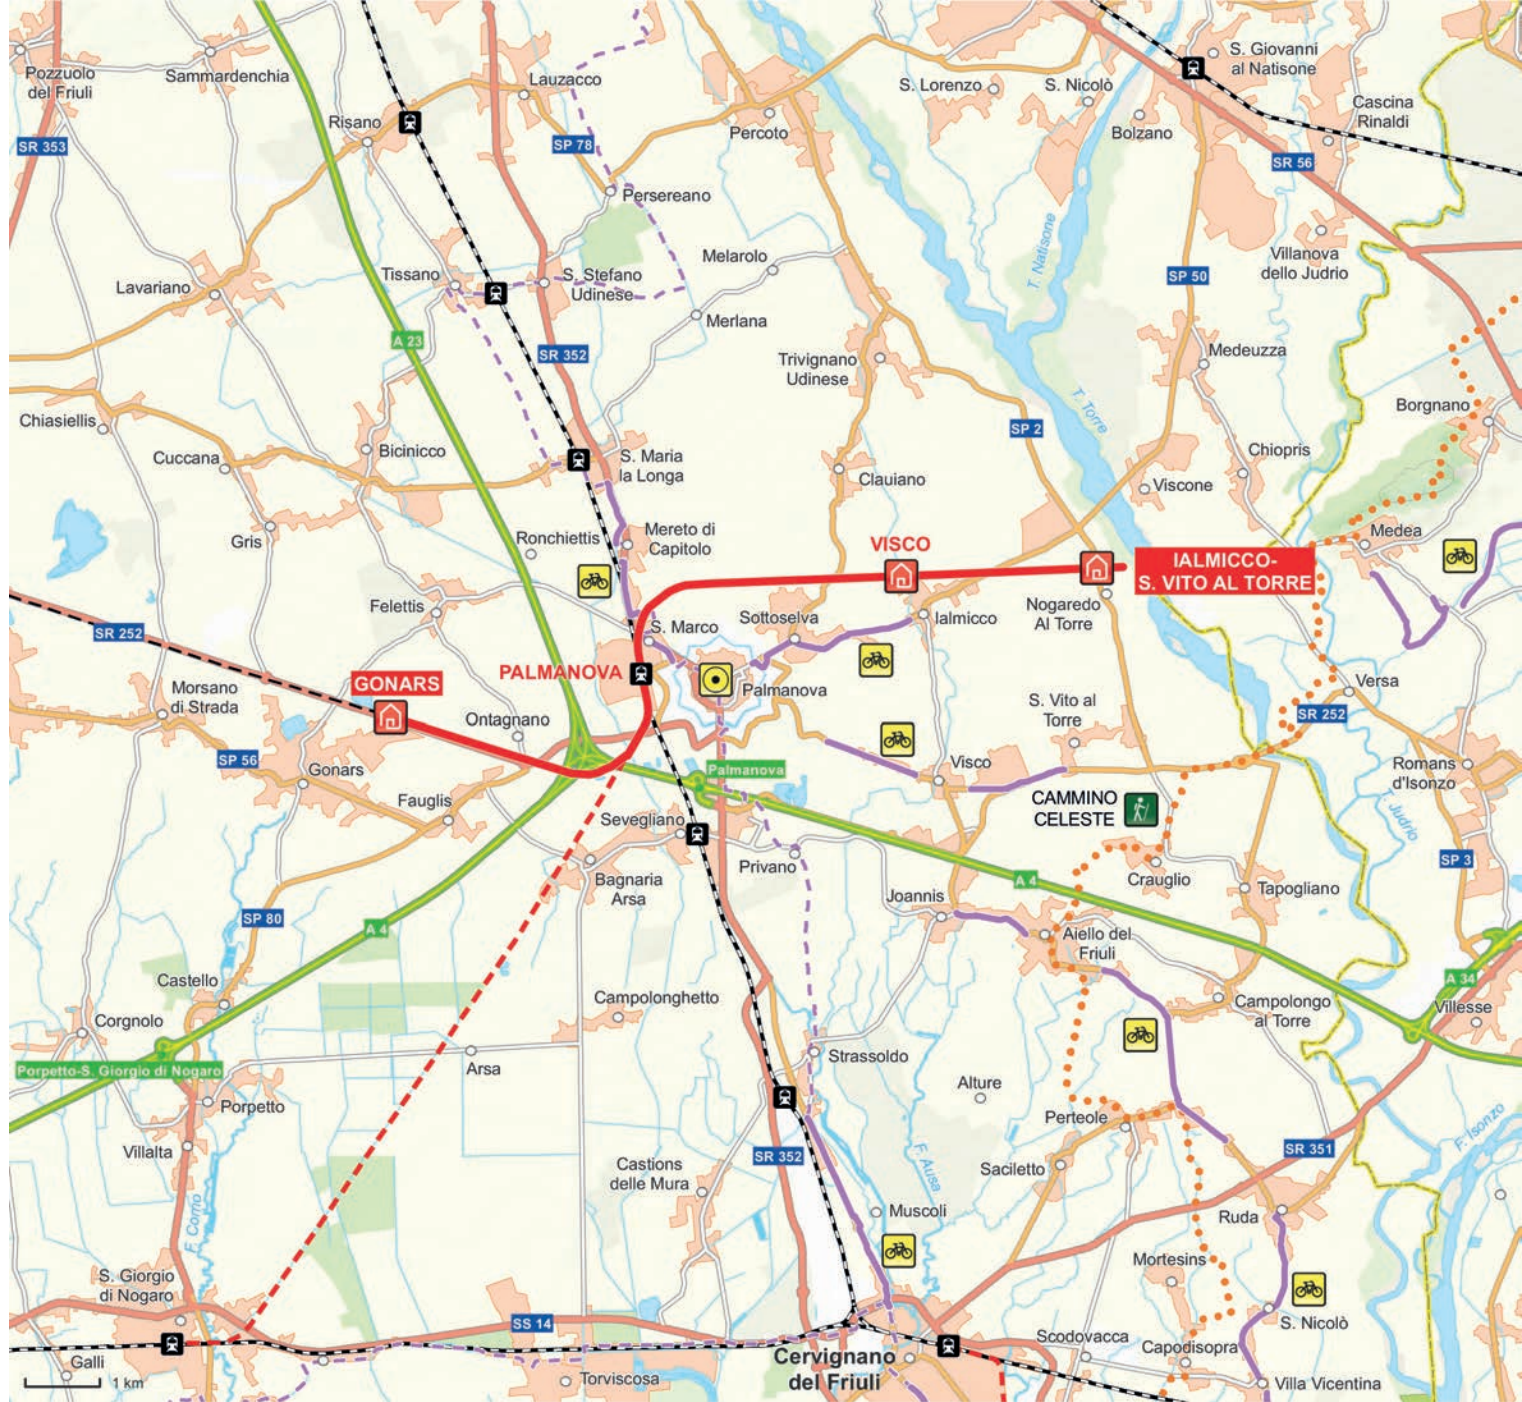 S. Giovanni
al Natisone
Pozzuolo
del Friuli
Sammardenchia
Lauzacco
S. Lorenzo
S. Nicolò
Cascina
Rinaldi
Risano
Percoto
Bolzano
SR 353
SP 78
SR 56
Persereano
T. Natisone
Villanova
dello Judrio
Melarolo
Tissano
S. Stefano
Udinese
SP 50
Lavariano
Merlana
A 23
SR 352
Trivignano
Udinese
Medeuzza
T. Torre
Borgnano
Chiasiellis
SP 2
Bicinicco
Cuccana
S. Maria
la Longa
Chiopris
Clauiano
Viscone
Gris
Ronchiettis
Mereto di
Capitolo
Medea
VISCO
IALMICCO-
S. VITO AL TORRE
Felettis
Nogaredo
Al Torre
Sottoselva
Ialmicco
S. Marco
SR 252
PALMANOVA
GONARS
Palmanova
Versa
Morsano
di Strada
S. Vito al
Torre
SR 252
Ontagnano
SP 56
Gonars
Palmanova
Visco
Romans
d'Isonzo
Fauglis
CAMMINO
CELESTE
T. Judrio
Sevegliano
Privano
SP 3
Bagnaria
Arsa
A 4
Crauglio
Tapogliano
Joannis
SP 80
A 4
Aiello del
Friuli
A 34
Castello
Campolonghetto
Campolongo
al Torre
Villesse
Corgnolo
Strassoldo
Porpetto-S. Giorgio di Nogaro
Arsa
Alture
Porpetto
Perteole
F. Isonzo
Villalta
SR 352
SR 351
Castions
delle Mura
Saciletto
F. Ausa
F. Corno
Muscoli
Ruda
S. Giorgio
di Nogaro
Mortesins
SS 14
S. Nicolò
Scodovacca
Capodisopra
Galli
Cervignano
del Friuli
1 km
Torviscosa
Villa Vicentina